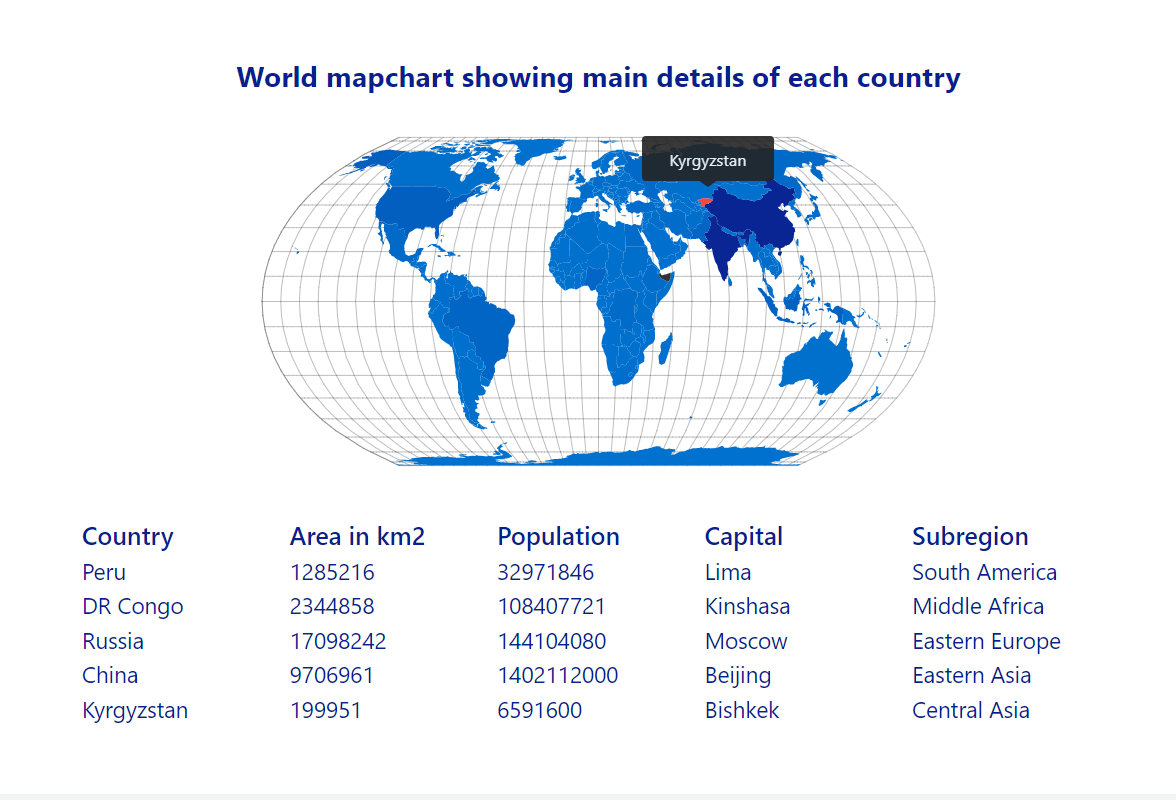 World mapchart showing main details of each country
Kyrgyzstan
Country Area in km2 Population Capital Subregion
Peru 1285216 32971846 Lima South America
DR Congo 2344858 108407721 Kinshasa Middle Africa
Russia 17098242 144104080 Moscow Eastern Europe
China 9706961 1402112000 Beijing Eastern Asia
Kyrgyzstan 199951 6591600 Bishkek Central Asia